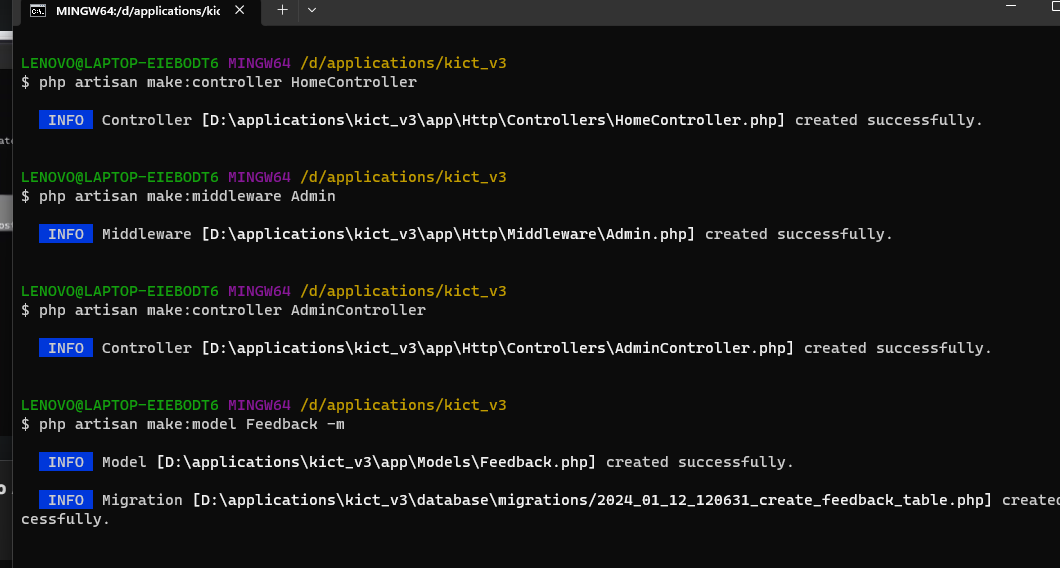 MINGW64:/d/applications/kic
LENOVO@LAPTOP-EIEBODT6 MINGW64 /d/applications/kict_v3
$ php artisan make:controller HomeController
INFO Controller [D:\applications\kict_v3\app\Http\Controllers\HomeController.php] created successfully.
LENOVO@LAPTOP-EIEBODT6 MINGW64 /d/applications/kict_v3
$ php artisan make:middleware Admin
INFO Middleware [D:\applications\kict_v3\app\Http\Middleware\Admin.php] created successfully.
LENOVO@LAPTOP-EIEBODT6 MINGW64 /d/applications/kict_v3
$ php artisan make:controller AdminController
INFO Controller [D:\applications\kict_v3\app\Http\Controllers\AdminController.php] created successfully.
LENOVO@LAPTOP-EIEBODT6 MINGW64 /d/applications/kict_v3
$ php artisan make:model Feedback -m
INFO Model [D:\applications\kict_v3\app\Models\Feedback.php] created successfully.
INFO Migration [D:\applications\kict_v3\database\migrations/2024_01_12_120631_create_feedback_table.php] created
cessfully.